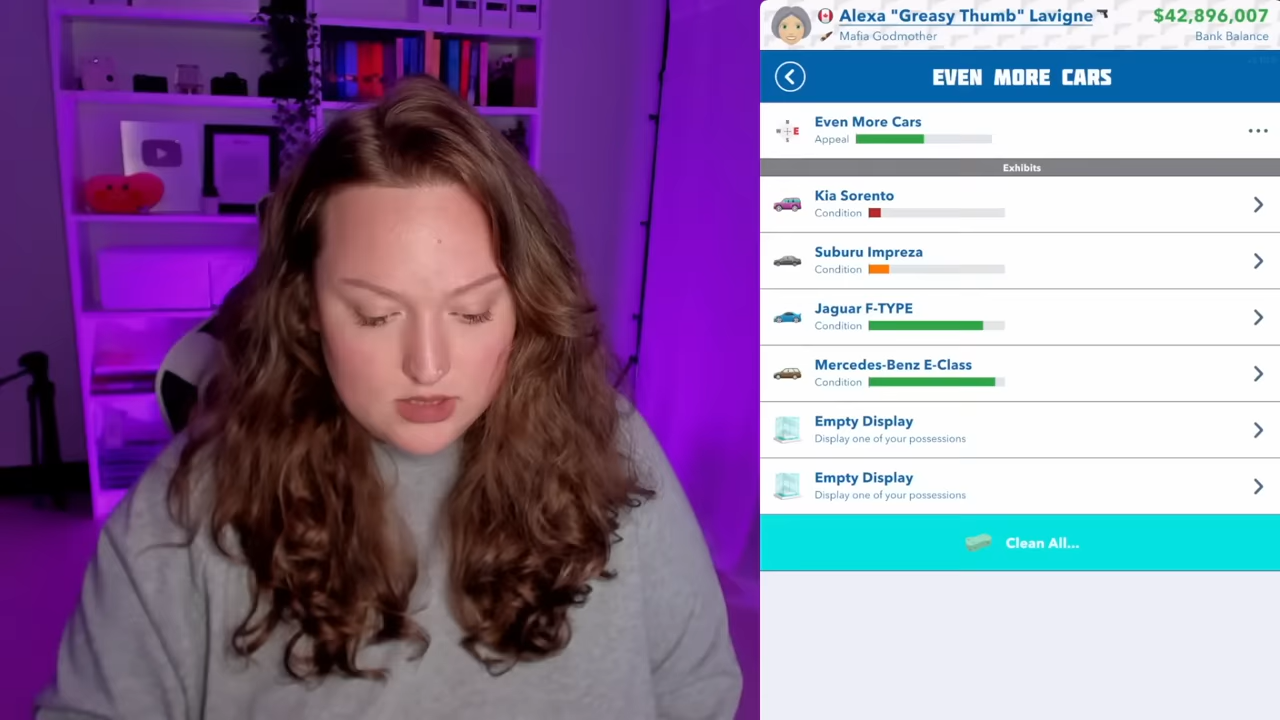 Alexa "Greasy Thumb" Lavigne
$42,896,007
Mafia Godmother
Bank Balance
EVEN MORE CARS
Even More Cars
Appeal
Exhibits
Kia Sorento
Condition
Suburu Impreza
Condition
Jaguar F-TYPE
Condition
Mercedes-Benz E-Class
Condition
Empty Display
Display one of your possessions
Empty Display
Display one of your possessions
Clean All...